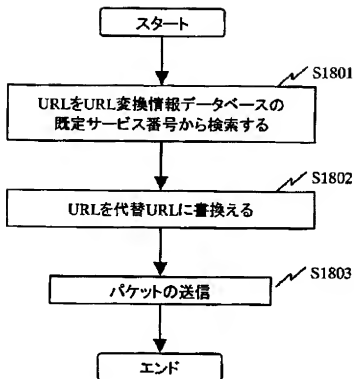 スタート
S1801
URLをURL変換情報データベースの
既定サービス番号から検索する
S1802
URLを代替URLに書換える
S1803
パケットの送信
エンド